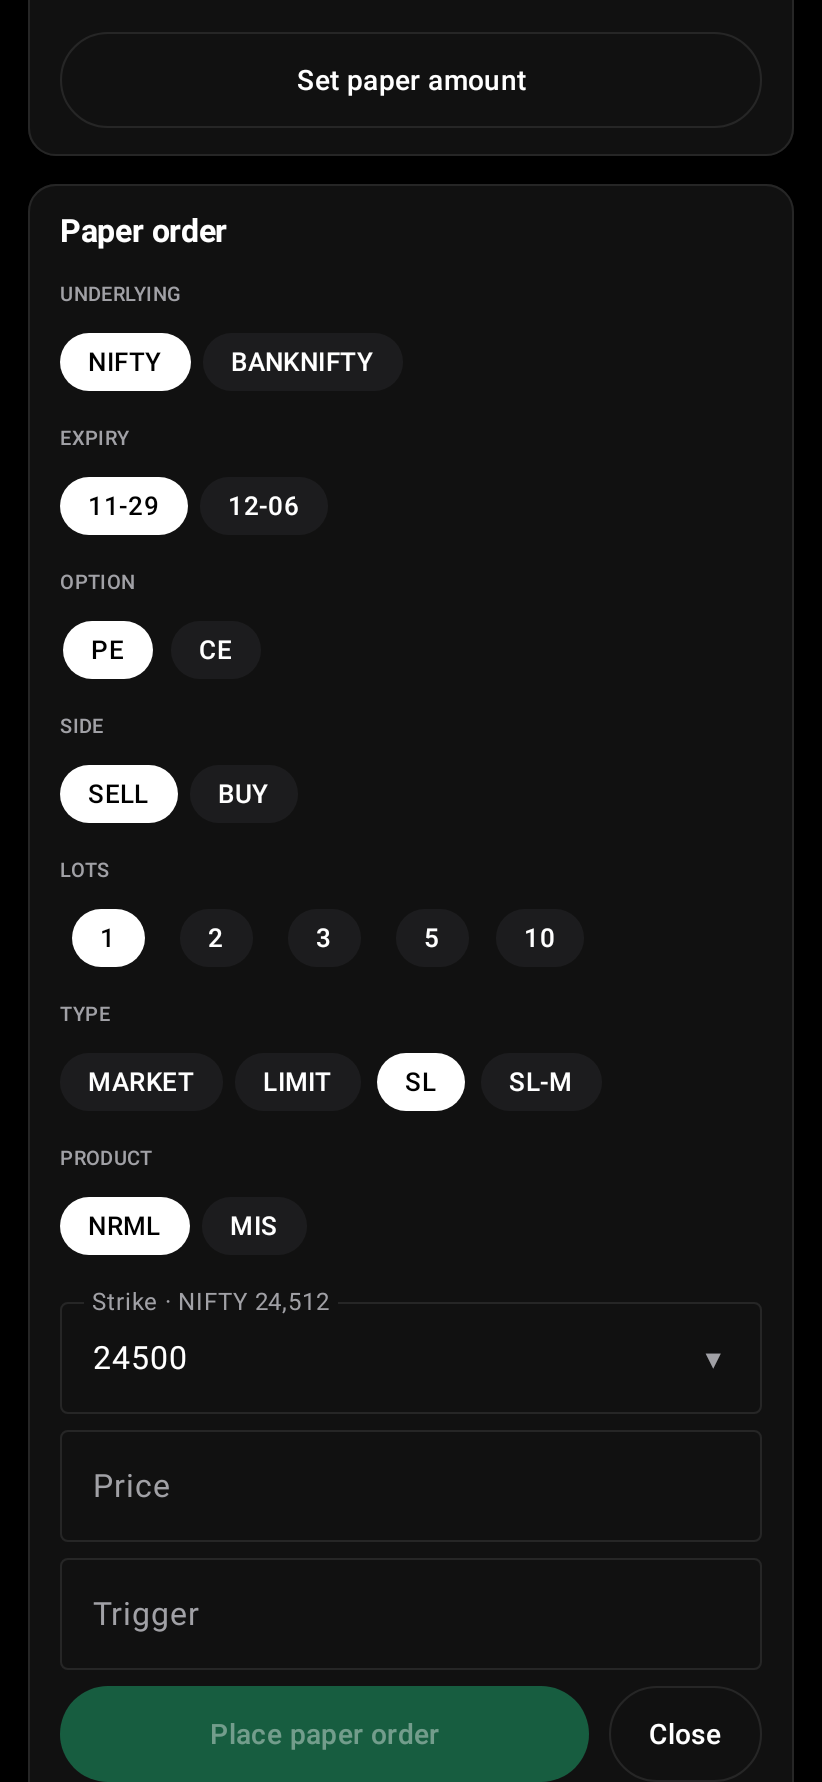 Set paper amount
Paper order
UNDERLYING
NIFTY BANKNIFTY
EXPIRY
11-29 12-06
OPTION
PE CE
SIDE
SELL BUY
LOTS
1 2 3 5 10
TYPE
MARKET LIMIT SL SL-M
PRODUCT
NRML MIS
Strike · NIFTY 24,512
24500
Price
Trigger
Place paper order Close